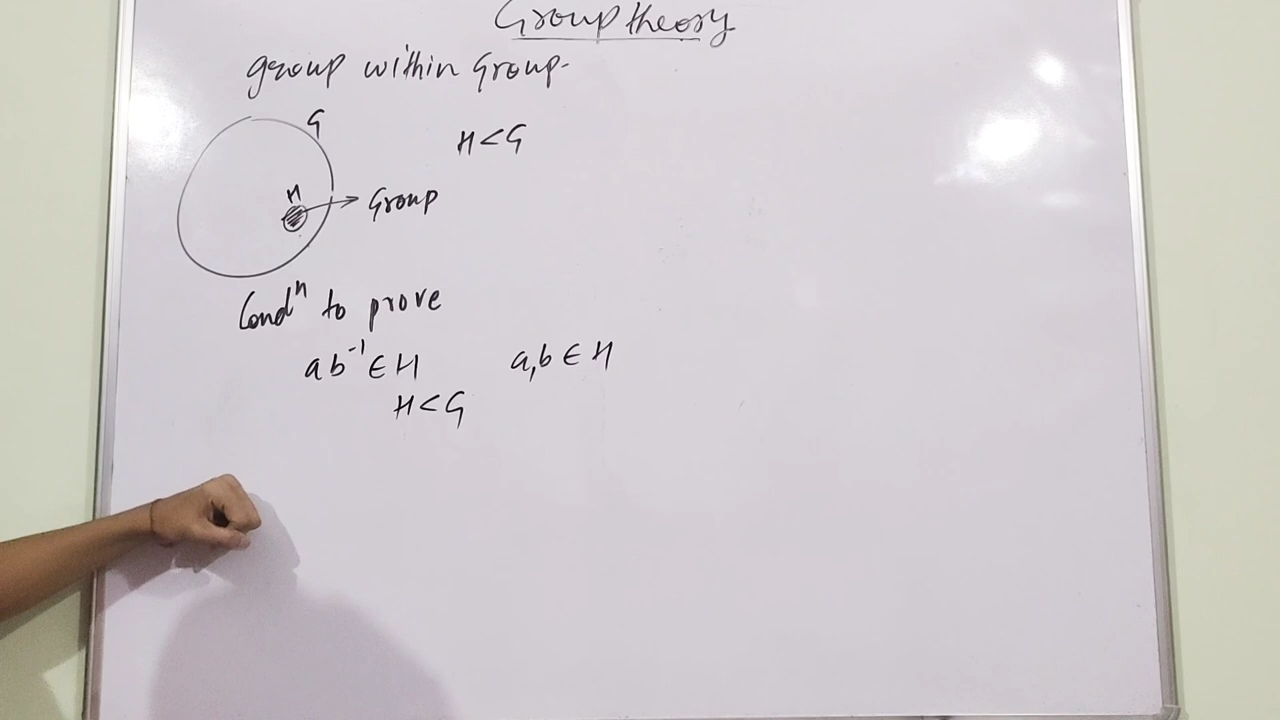 Group theory
group within Group.
G
H<G
H
Group
Condⁿ to prove
ab⁻¹∈H a,b∈H
H<G